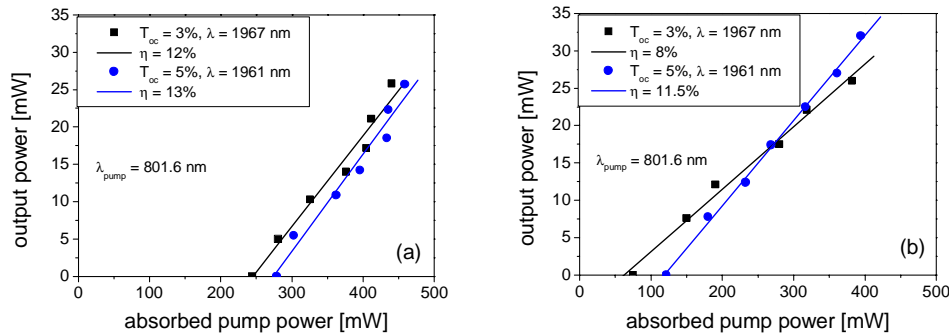 35
30
25
20
15
10
5
0
output power [mW]
T_oc = 3%, λ = 1967 nm
η = 12%
T_oc = 5%, λ = 1961 nm
η = 13%
λ_pump = 801.6 nm
(a)
0 100 200 300 400 500
absorbed pump power [mW]
35
30
25
20
15
10
5
0
output power [mW]
T_oc = 3%, λ = 1967 nm
η = 8%
T_oc = 5%, λ = 1961 nm
η = 11.5%
λ_pump = 801.6 nm
(b)
0 100 200 300 400 500
absorbed pump power [mW]